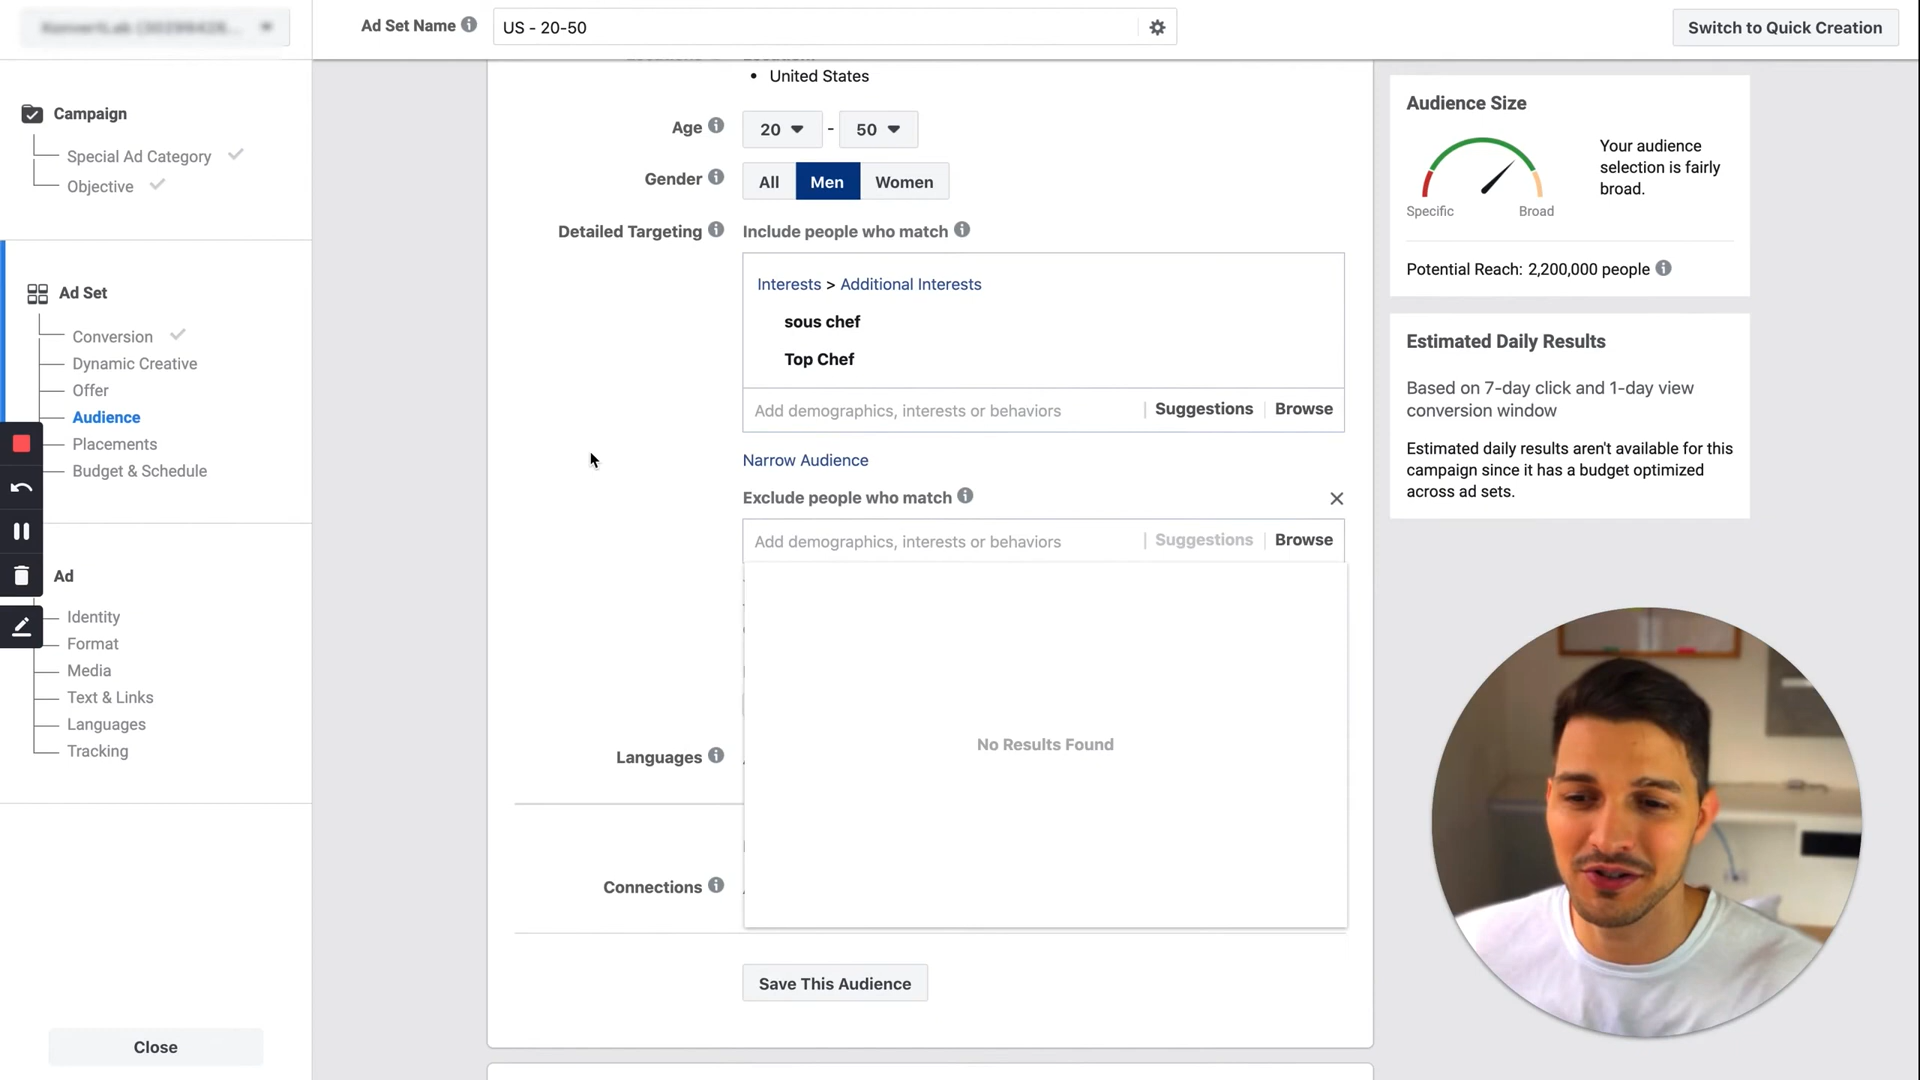 Ad Set Name
US - 20-50
Switch to Quick Creation
Campaign
Special Ad Category
Objective
Ad Set
Conversion
Dynamic Creative
Offer
Audience
Placements
Budget & Schedule
Ad
Identity
Format
Media
Text & Links
Languages
Tracking
Close
• United States
Age
20 - 50
Gender
All Men Women
Detailed Targeting
Include people who match
Interests > Additional Interests
sous chef
Top Chef
Add demographics, interests or behaviors | Suggestions | Browse
Narrow Audience
Exclude people who match
Add demographics, interests or behaviors | Suggestions | Browse
No Results Found
Languages
Connections
Save This Audience
Audience Size
Your audience
selection is fairly
broad.
Specific
Broad
Potential Reach: 2,200,000 people
Estimated Daily Results
Based on 7-day click and 1-day view
conversion window
Estimated daily results aren't available for this
campaign since it has a budget optimized
across ad sets.